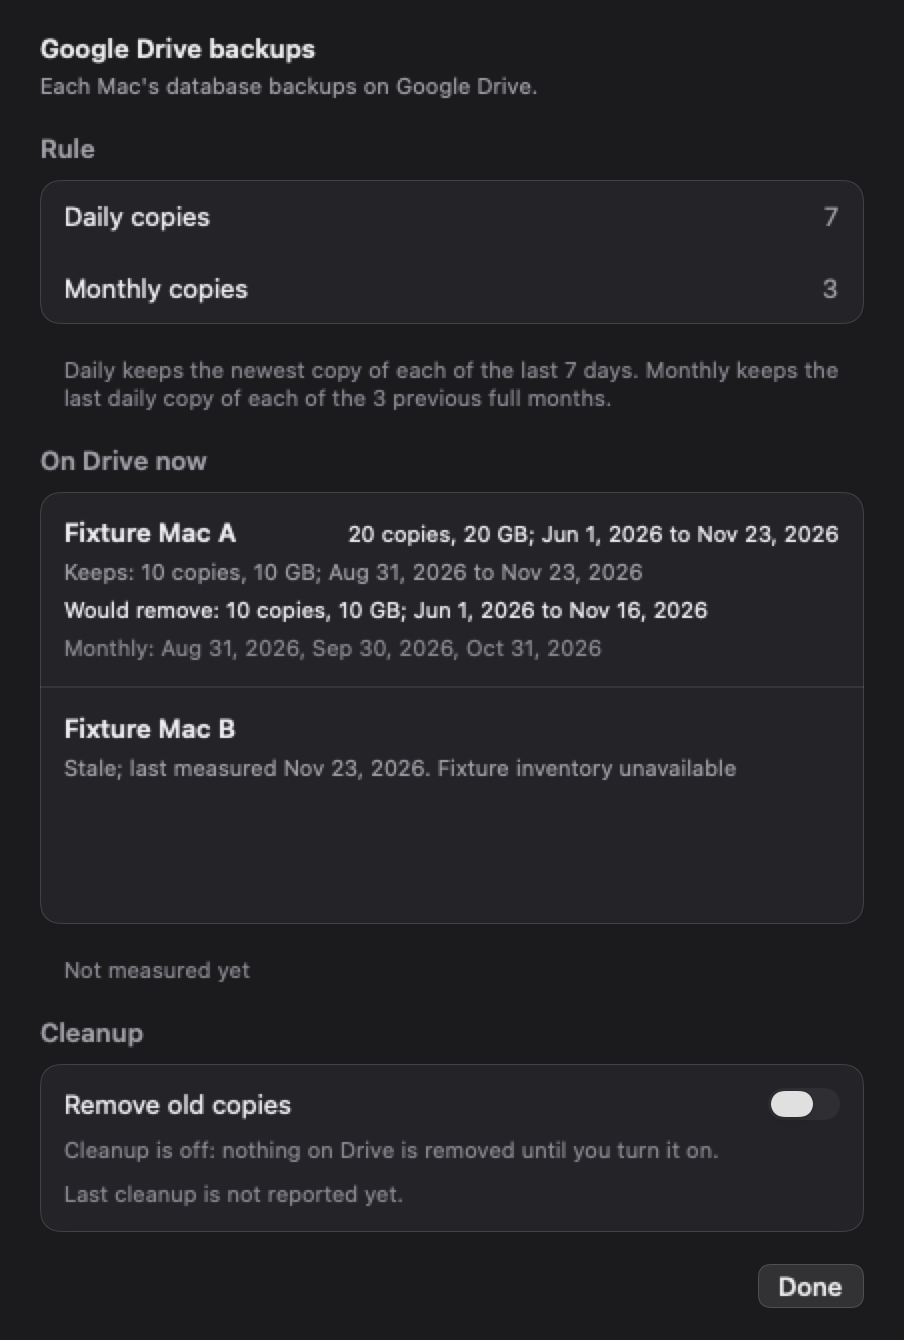 Google Drive backups
Each Mac's database backups on Google Drive.
Rule
Daily copies 7
Monthly copies 3
Daily keeps the newest copy of each of the last 7 days. Monthly keeps the
last daily copy of each of the 3 previous full months.
On Drive now
Fixture Mac A 20 copies, 20 GB; Jun 1, 2026 to Nov 23, 2026
Keeps: 10 copies, 10 GB; Aug 31, 2026 to Nov 23, 2026
Would remove: 10 copies, 10 GB; Jun 1, 2026 to Nov 16, 2026
Monthly: Aug 31, 2026, Sep 30, 2026, Oct 31, 2026
Fixture Mac B
Stale; last measured Nov 23, 2026. Fixture inventory unavailable
Not measured yet
Cleanup
Remove old copies
Cleanup is off: nothing on Drive is removed until you turn it on.
Last cleanup is not reported yet.
Done